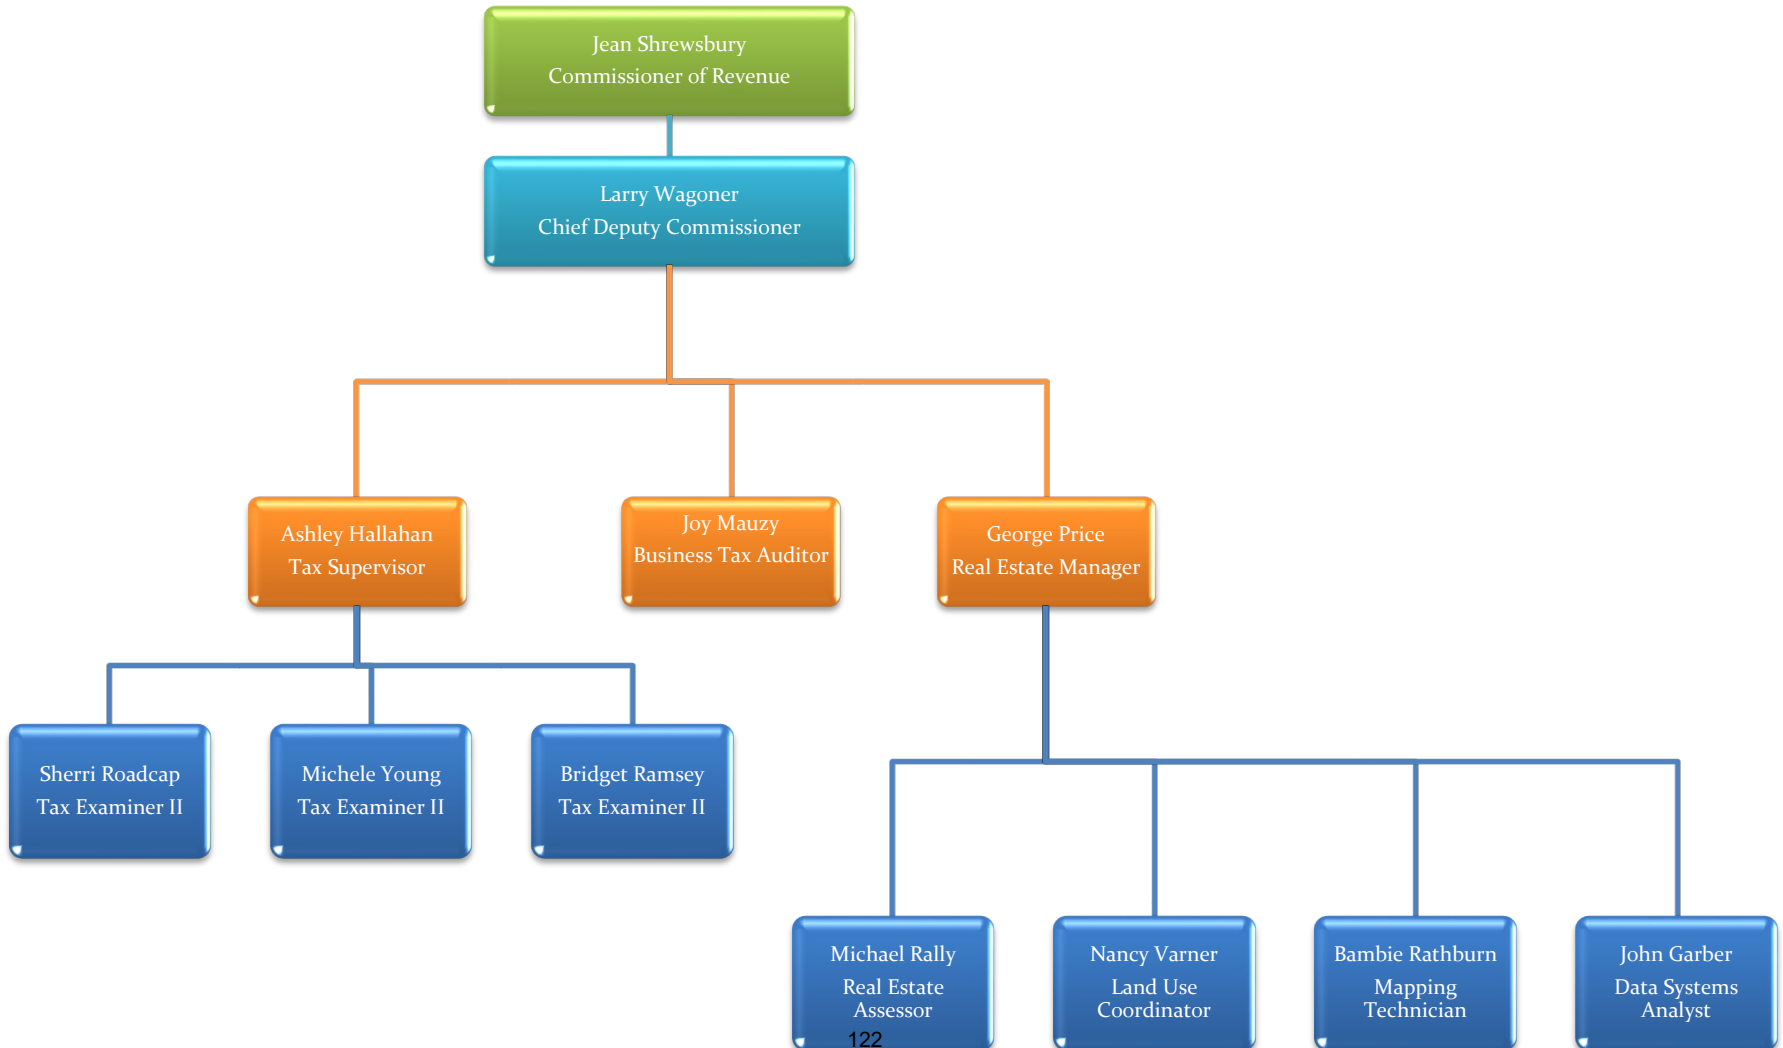 Jean Shrewsbury
Commissioner of Revenue
Larry Wagoner
Chief Deputy Commissioner
Ashley Hallahan
Tax Supervisor
Joy Mauzy
Business Tax Auditor
George Price
Real Estate Manager
Sherri Roadcap
Tax Examiner II
Michele Young
Tax Examiner II
Bridget Ramsey
Tax Examiner II
Michael Rally
Real Estate
Assessor
Nancy Varner
Land Use
Coordinator
Bambie Rathburn
Mapping
Technician
John Garber
Data Systems
Analyst
122